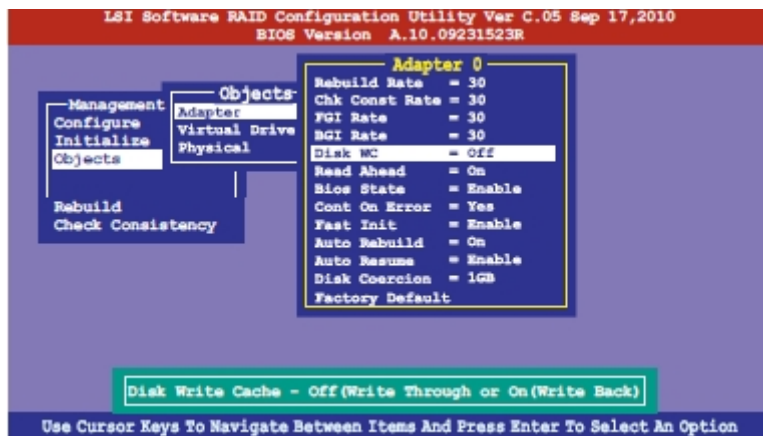 LSI Software RAID Configuration Utility Ver C.05 Sep 17,2010
BIOS Version A.10.09231523R
Management
Configure
Initialize
Objects
Rebuild
Check Consistency
Objects
Adapter
Virtual Drive
Physical
Adapter 0
Rebuild Rate = 30
Chk Const Rate = 30
FGI Rate = 30
BGI Rate = 30
Disk WC = Off
Read Ahead = On
Bios State = Enable
Cont On Error = Yes
Fast Init = Enable
Auto Rebuild = On
Auto Resume = Enable
Disk Coercion = 1GB
Factory Default
Disk Write Cache - Off(Write Through or On(Write Back)
Use Cursor Keys To Navigate Between Items And Press Enter To Select An Option